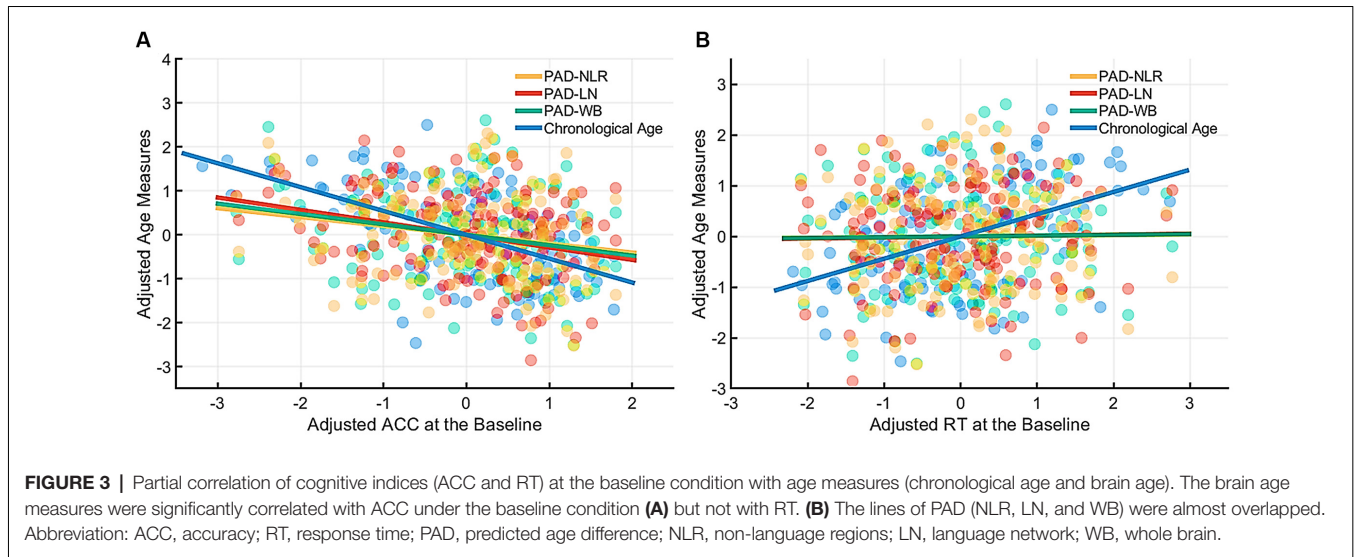 A
B
4
3
2
1
0
-1
-2
-3
Adjusted Age Measures
PAD-NLR
PAD-LN
PAD-WB
Chronological Age
-3 -2 -1 0 1 2
Adjusted ACC at the Baseline
3
2
1
0
-1
-2
-3
Adjusted Age Measures
PAD-NLR
PAD-LN
PAD-WB
Chronological Age
-3 -2 -1 0 1 2 3
Adjusted RT at the Baseline
FIGURE 3 | Partial correlation of cognitive indices (ACC and RT) at the baseline condition with age measures (chronological age and brain age). The brain age
measures were significantly correlated with ACC under the baseline condition (A) but not with RT. (B) The lines of PAD (NLR, LN, and WB) were almost overlapped.
Abbreviation: ACC, accuracy; RT, response time; PAD, predicted age difference; NLR, non-language regions; LN, language network; WB, whole brain.